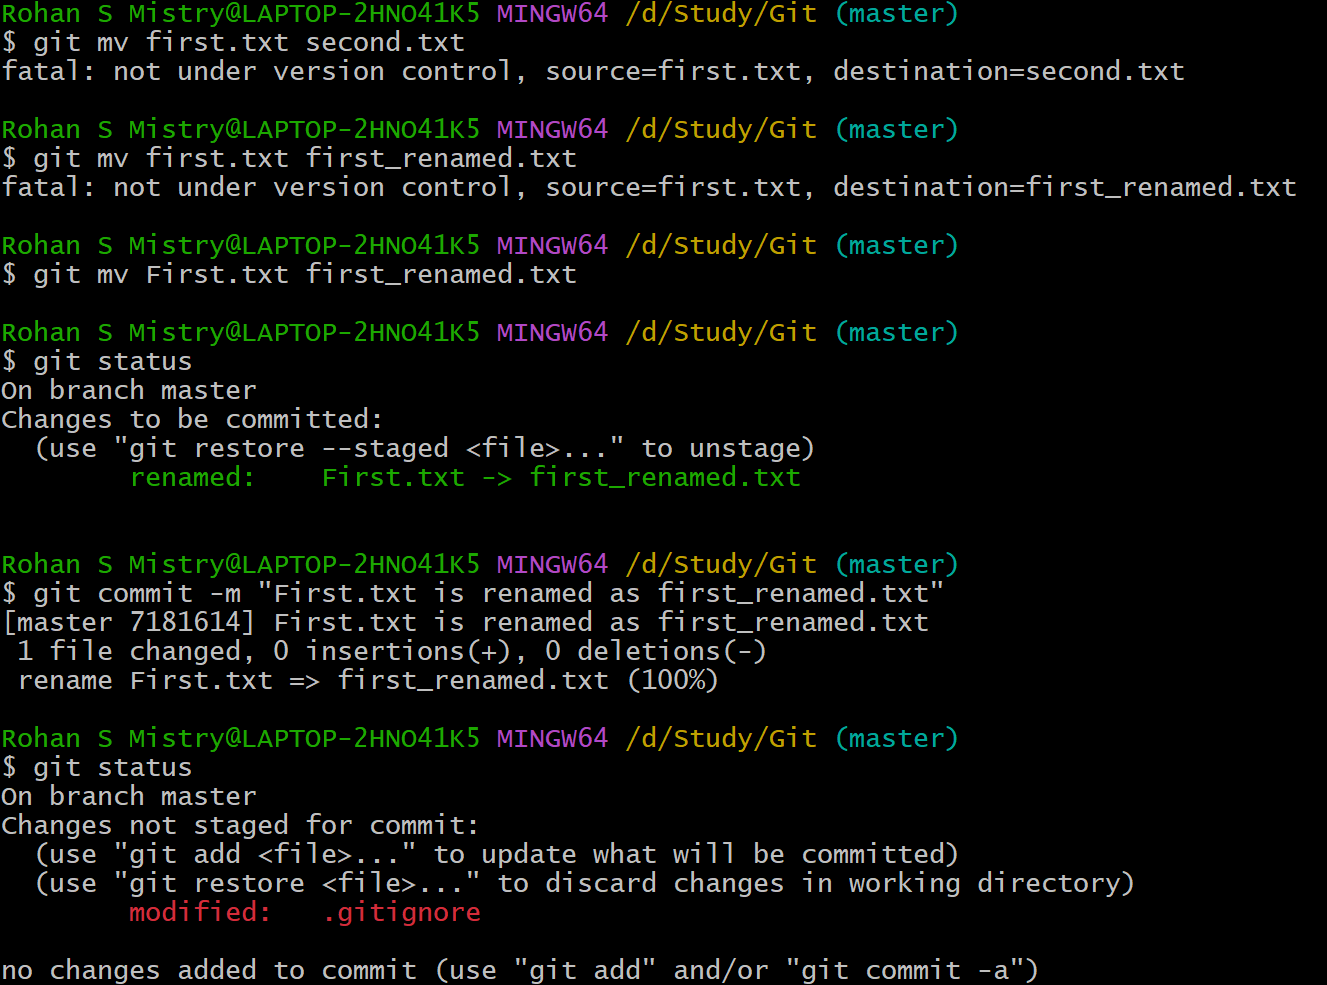 Rohan S Mistry@LAPTOP-2HNO41K5 MINGW64 /d/Study/Git (master)
$ git mv first.txt second.txt
fatal: not under version control, source=first.txt, destination=second.txt
Rohan S Mistry@LAPTOP-2HNO41K5 MINGW64 /d/Study/Git (master)
$ git mv first.txt first_renamed.txt
fatal: not under version control, source=first.txt, destination=first_renamed.txt
Rohan S Mistry@LAPTOP-2HNO41K5 MINGW64 /d/Study/Git (master)
$ git mv First.txt first_renamed.txt
Rohan S Mistry@LAPTOP-2HNO41K5 MINGW64 /d/Study/Git (master)
$ git status
On branch master
Changes to be committed:
  (use "git restore --staged <file>..." to unstage)
        renamed:    First.txt -> first_renamed.txt
Rohan S Mistry@LAPTOP-2HNO41K5 MINGW64 /d/Study/Git (master)
$ git commit -m "First.txt is renamed as first_renamed.txt"
[master 7181614] First.txt is renamed as first_renamed.txt
 1 file changed, 0 insertions(+), 0 deletions(-)
 rename First.txt => first_renamed.txt (100%)
Rohan S Mistry@LAPTOP-2HNO41K5 MINGW64 /d/Study/Git (master)
$ git status
On branch master
Changes not staged for commit:
  (use "git add <file>..." to update what will be committed)
  (use "git restore <file>..." to discard changes in working directory)
        modified:   .gitignore
no changes added to commit (use "git add" and/or "git commit -a")